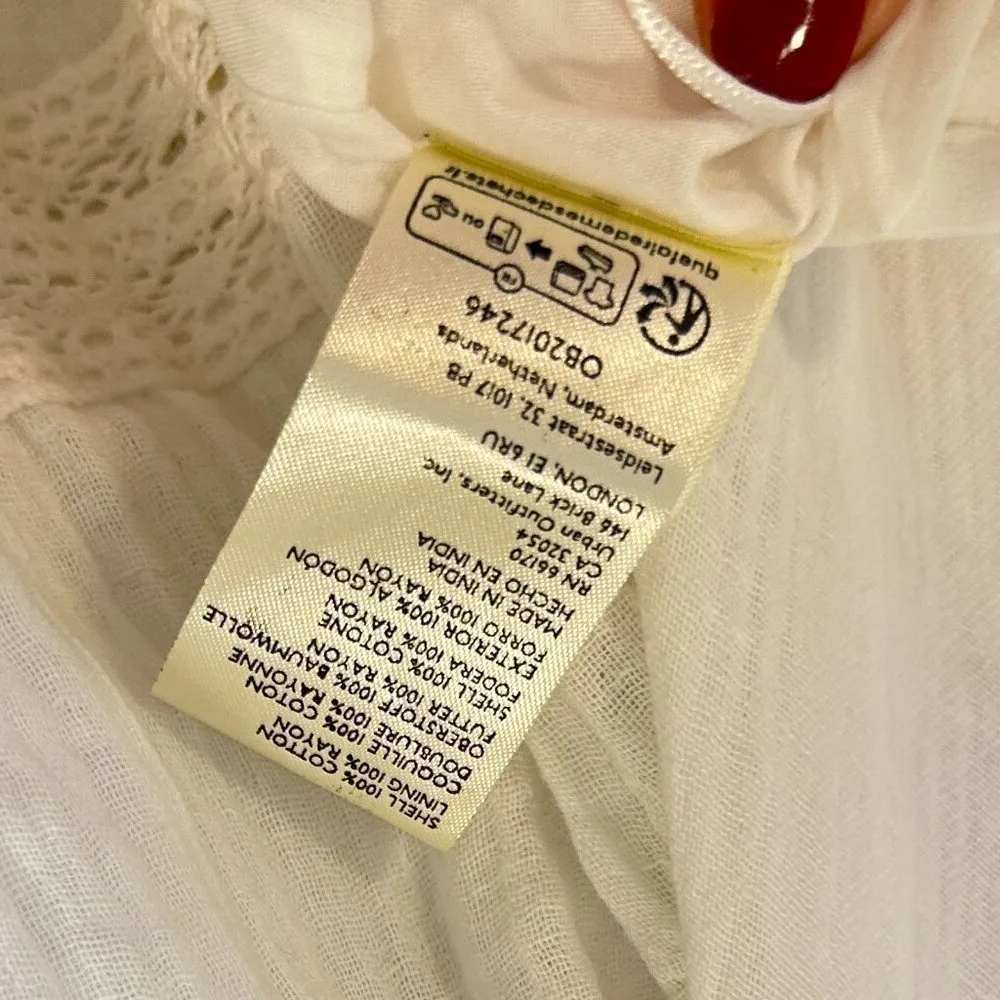 SHELL 100% COTTON
LINING 100% RAYON
COQUILLE 100% COTON
DOUBLURE 100% RAYONNE
OBERSTOFF 100% BAUMWOLLE
FUTTER 100% RAYON
SHELL 100% COTONE
FODERA 100% RAYON
EXTERIOR 100% ALGODÓN
FORRO 100% RAYON
MADE IN INDIA
HECHO EN INDIA
RN 66170
CA 32054
Urban Outfitters, Inc
146 Brick Lane
LONDON, E1 6RU
Leidsestraat 32, 1017 PB
Amsterdam, Netherlands
OB2017246
FR
ou
quefairedemesdechets.fr